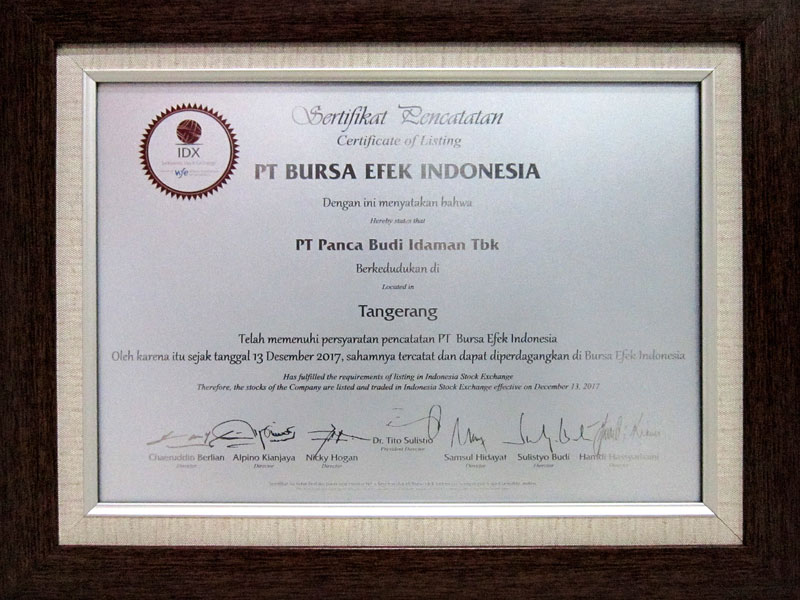 Sertifikat Pencatatan
Certificate of Listing
IDX
Indonesia Stock Exchange
wfe
PT BURSA EFEK INDONESIA
Dengan ini menyatakan bahwa
Hereby states that
PT Panca Budi Idaman Tbk
Berkedudukan di
Located in
Tangerang
Telah memenuhi persyaratan pencatatan PT Bursa Efek Indonesia
Oleh karena itu sejak tanggal 13 Desember 2017, sahamnya tercatat dan dapat diperdagangkan di Bursa Efek Indonesia
Has fulfilled the requirements of listing in Indonesia Stock Exchange
Therefore, the stocks of the Company are listed and traded in Indonesia Stock Exchange effective on December 13, 2017
Chaeruddin Berlian Alpino Kianjaya Nicky Hogan Dr. Tito Sulistio Samsul Hidayat Sulistyo Budi Hamdi Hassyarbaini
Director Director Director President Director Director Director Director